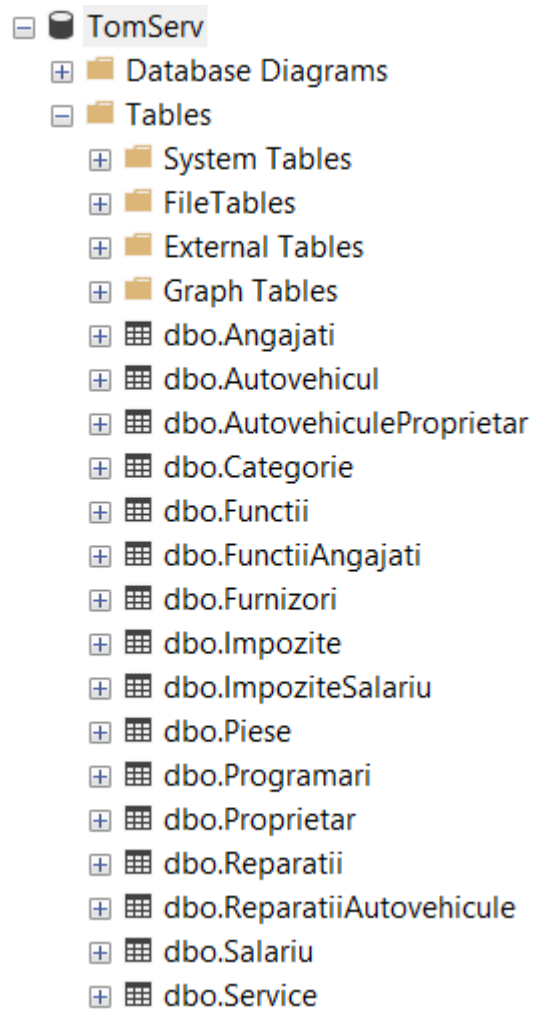 TomServ
Database Diagrams
Tables
System Tables
FileTables
External Tables
Graph Tables
dbo.Angajati
dbo.Autovehicul
dbo.AutovehiculeProprietar
dbo.Categorie
dbo.Functii
dbo.FunctiiAngajati
dbo.Furnizori
dbo.Impozite
dbo.ImpoziteSalariu
dbo.Piese
dbo.Programari
dbo.Proprietar
dbo.Reparatii
dbo.ReparatiiAutovehicule
dbo.Salariu
dbo.Service